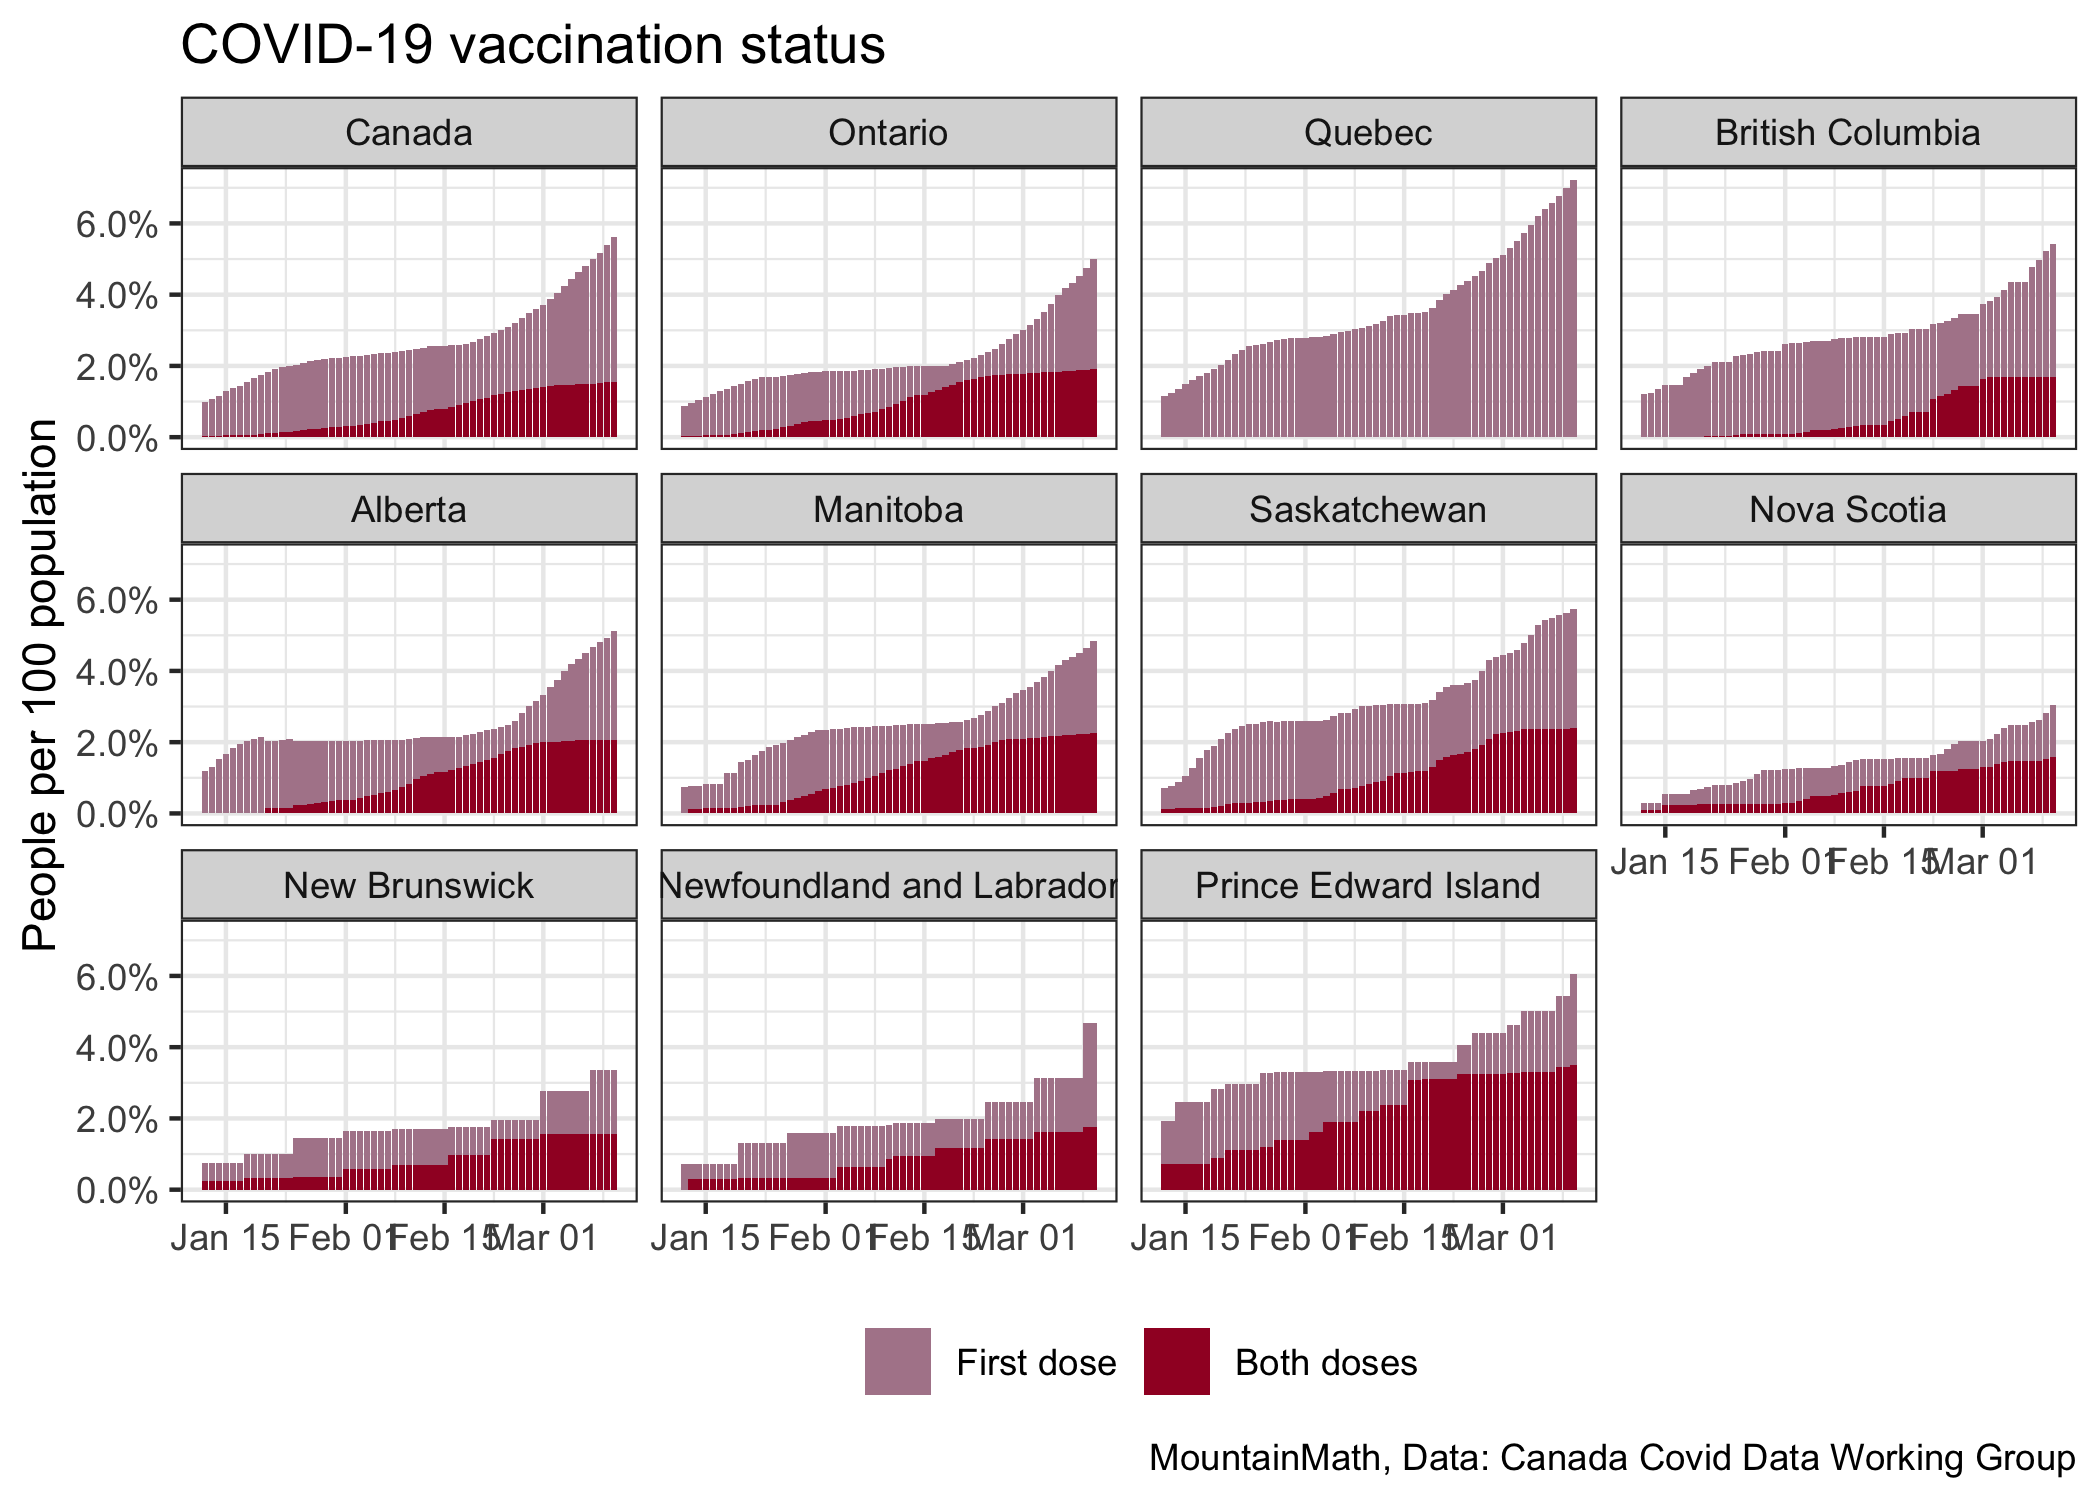 COVID-19 vaccination status
Canada
Ontario
Quebec
British Columbia
6.0%
4.0%
2.0%
0.0%
Alberta
Manitoba
Saskatchewan
Nova Scotia
6.0%
4.0%
2.0%
0.0%
Jan 15 Feb 01 Feb 15 Mar 01
New Brunswick
Newfoundland and Labrador
Prince Edward Island
6.0%
4.0%
2.0%
0.0%
Jan 15 Feb 01 Feb 15 Mar 01
Jan 15 Feb 01 Feb 15 Mar 01
Jan 15 Feb 01 Feb 15 Mar 01
People per 100 population
First dose
Both doses
MountainMath, Data: Canada Covid Data Working Group